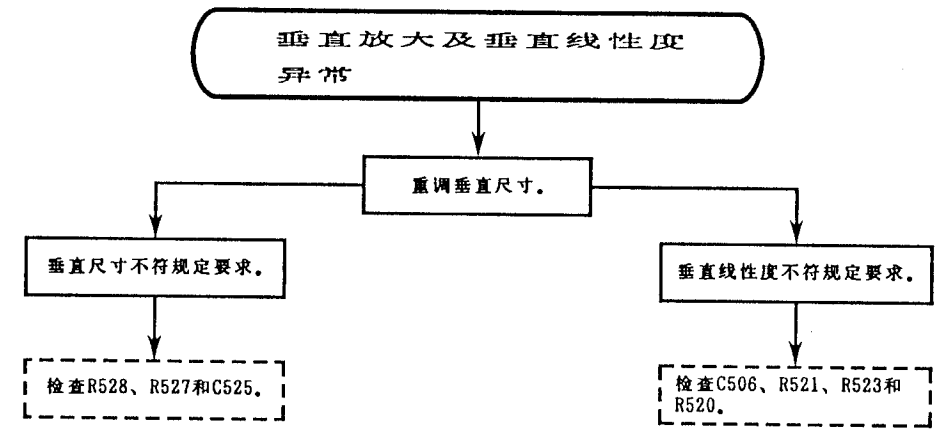 垂直放大及垂直线性度
异常
重调垂直尺寸。
垂直尺寸不符规定要求。
垂直线性度不符规定要求。
检查R528、R527和C525。
检查C506、R521、R523和
R520。